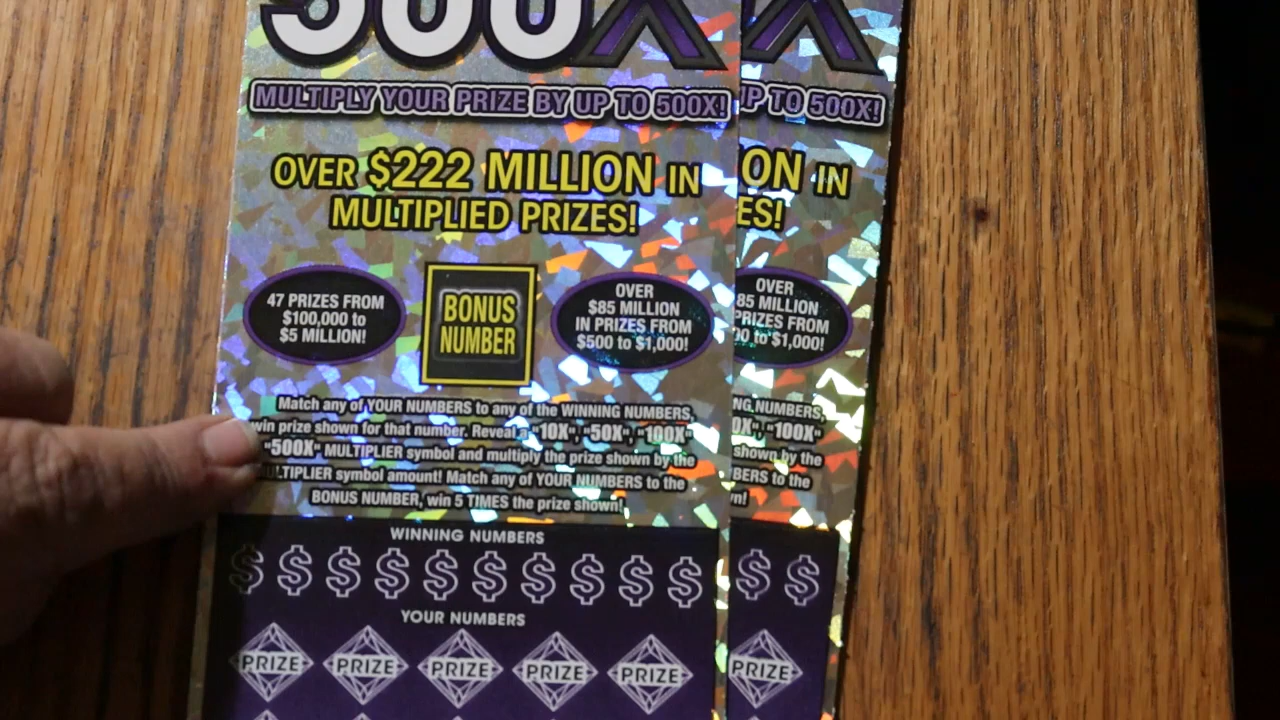 500X X
MULTIPLY YOUR PRIZE BY UP TO 500X!
UP TO 500X!
OVER $222 MILLION IN
MULTIPLIED PRIZES!
ON IN
ES!
47 PRIZES FROM
$100,000 to
$5 MILLION!
BONUS
NUMBER
OVER
$85 MILLION
IN PRIZES FROM
$500 to $1,000!
OVER
85 MILLION
PRIZES FROM
00 to $1,000!
Match any of YOUR NUMBERS to any of the WINNING NUMBERS,
win prize shown for that number. Reveal a "10X", "50X", "100X"
"500X" MULTIPLIER symbol and multiply the prize shown by the
MULTIPLIER symbol amount! Match any of YOUR NUMBERS to the
BONUS NUMBER, win 5 TIMES the prize shown!
NG NUMBERS,
0X", "100X"
shown by the
BERS to the
wn!
WINNING NUMBERS
$ $ $ $ $ $ $ $ $ $
$ $
YOUR NUMBERS
PRIZE PRIZE PRIZE PRIZE PRIZE
PRIZE